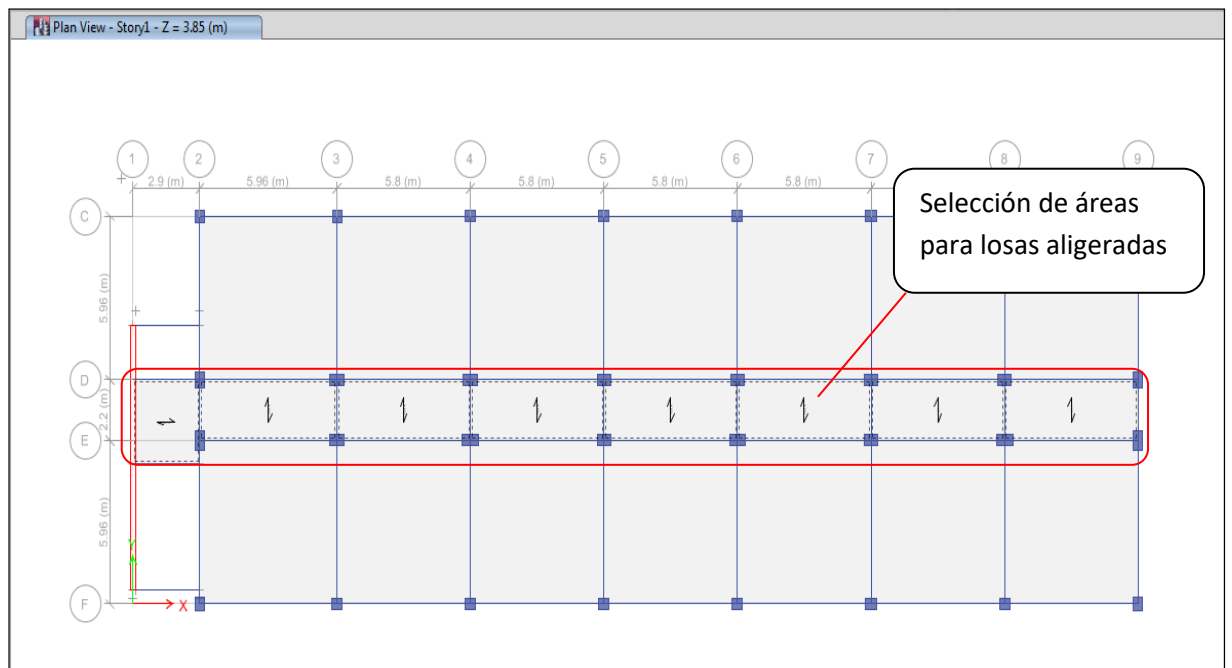 Plan View - Story1 - Z = 3.85 (m)
1 2 3 4 5 6 7 8 9
2.9 (m) 5.96 (m) 5.8 (m) 5.8 (m) 5.8 (m) 5.8 (m)
Selección de áreas
para losas aligeradas
C
5.96 (m)
D
2.2 (m)
E
5.96 (m)
Y
F
X